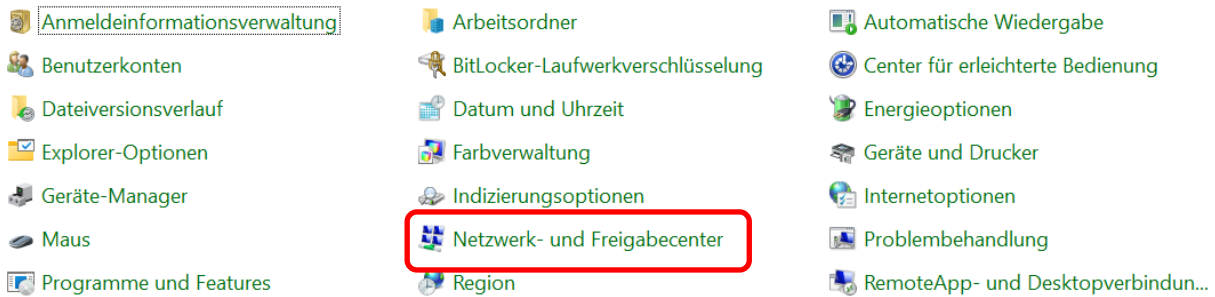 Anmeldeinformationsverwaltung
Arbeitsordner
Automatische Wiedergabe
Benutzerkonten
BitLocker-Laufwerkverschlüsselung
Center für erleichterte Bedienung
Dateiversionsverlauf
Datum und Uhrzeit
Energieoptionen
Explorer-Optionen
Farbverwaltung
Geräte und Drucker
Geräte-Manager
Indizierungsoptionen
Internetoptionen
Maus
Netzwerk- und Freigabecenter
Problembehandlung
Programme und Features
Region
RemoteApp- und Desktopverbindun...